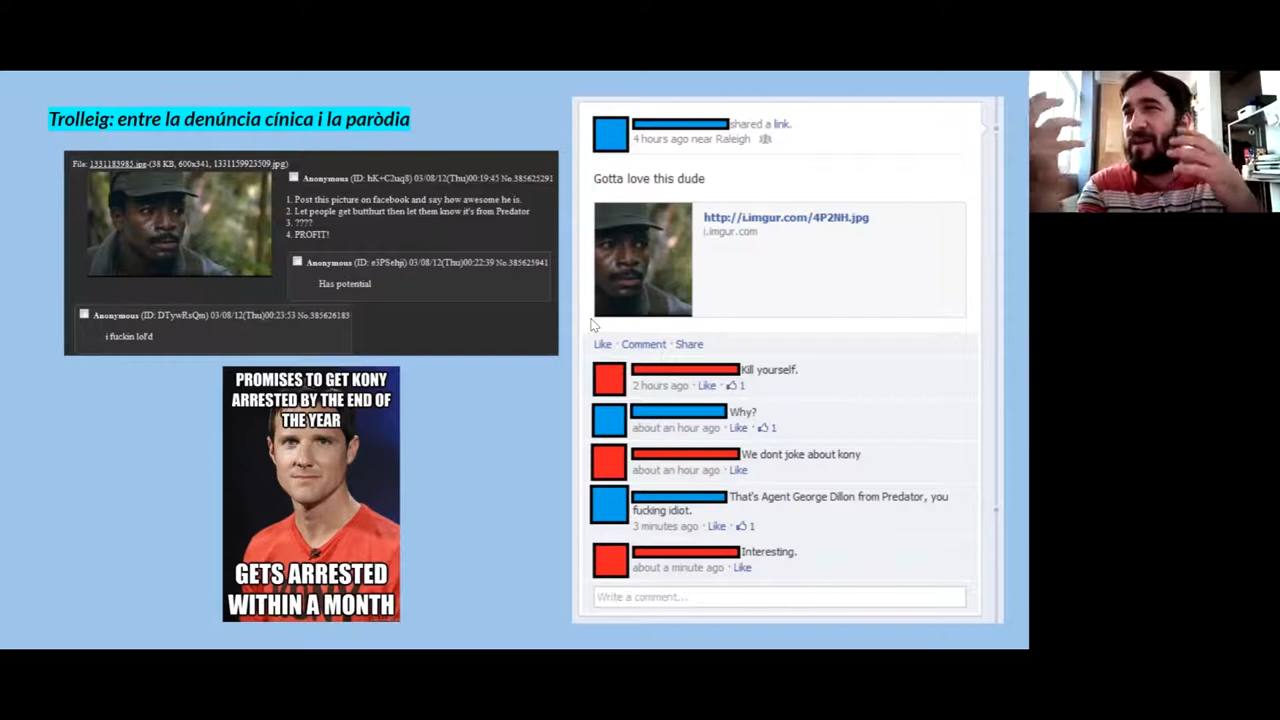 Trolleig: entre la denúncia cínica i la paròdia
File: 1331183985.jpg-(38 KB, 600x341, 1331159923509.jpg)
Anonymous (ID: hK+C2uq8) 03/08/12(Thu)00:19:45 No.385625291
1. Post this picture on facebook and say how awesome he is.
2. Let people get butthurt then let them know it's from Predator
3. ????
4. PROFIT!
Anonymous (ID: e3PSehji) 03/08/12(Thu)00:22:39 No.385625941
Has potential
Anonymous (ID: DTywRsQm) 03/08/12(Thu)00:23:53 No.385626183
i fuckin lol'd
PROMISES TO GET KONY
ARRESTED BY THE END OF
THE YEAR
GETS ARRESTED
WITHIN A MONTH
shared a link.
4 hours ago near Raleigh
Gotta love this dude
http://i.imgur.com/4P2NH.jpg
i.imgur.com
Like · Comment · Share
Kill yourself.
2 hours ago · Like · 1
Why?
about an hour ago · Like · 1
We dont joke about kony
about an hour ago · Like
That's Agent George Dillon from Predator, you
fucking idiot.
3 minutes ago · Like · 1
Interesting.
about a minute ago · Like
Write a comment...